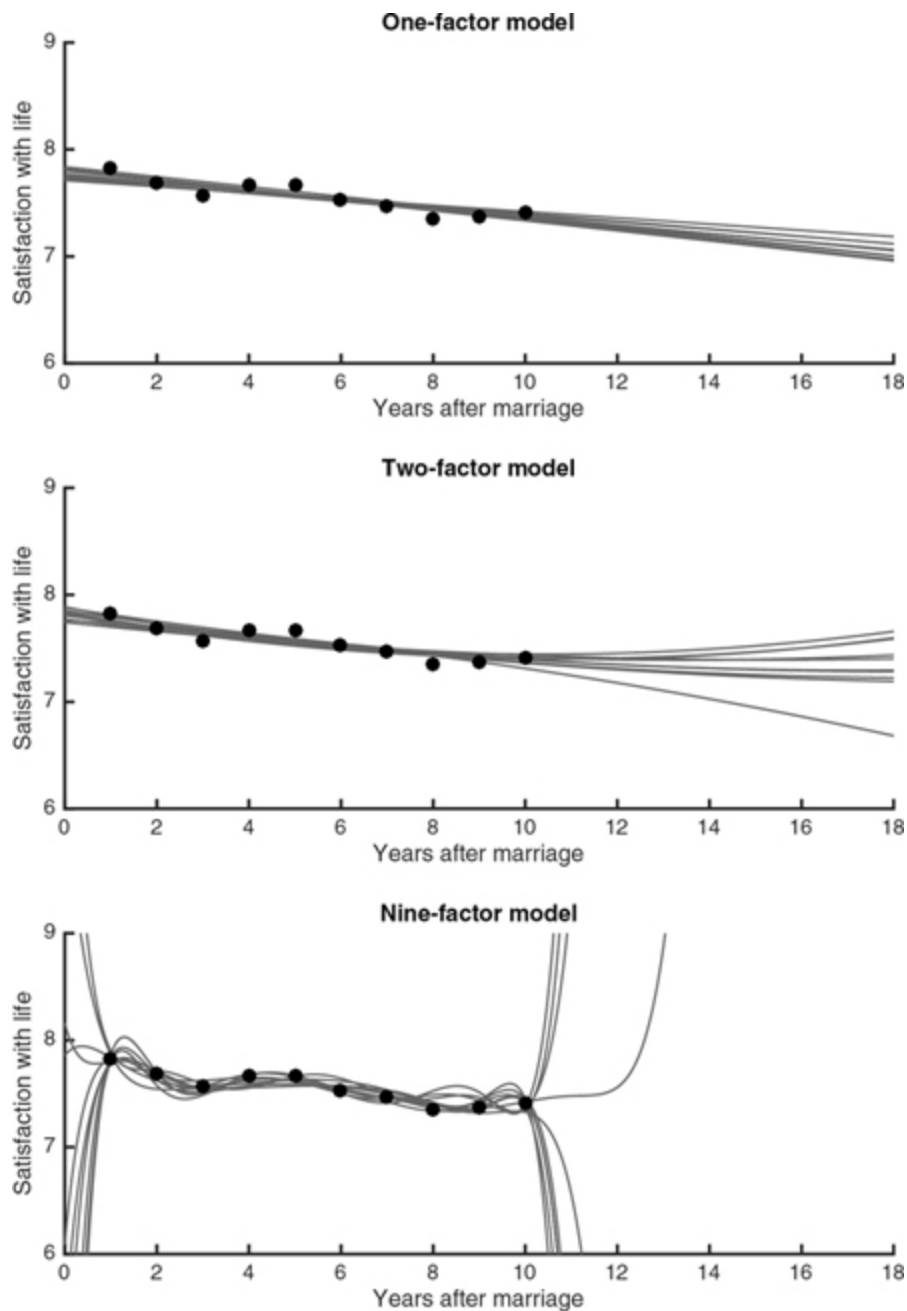 One-factor model
9
8
7
6
Satisfaction with life
0 2 4 6 8 10 12 14 16 18
Years after marriage
Two-factor model
9
8
7
6
Satisfaction with life
0 2 4 6 8 10 12 14 16 18
Years after marriage
Nine-factor model
9
8
7
6
Satisfaction with life
0 2 4 6 8 10 12 14 16 18
Years after marriage